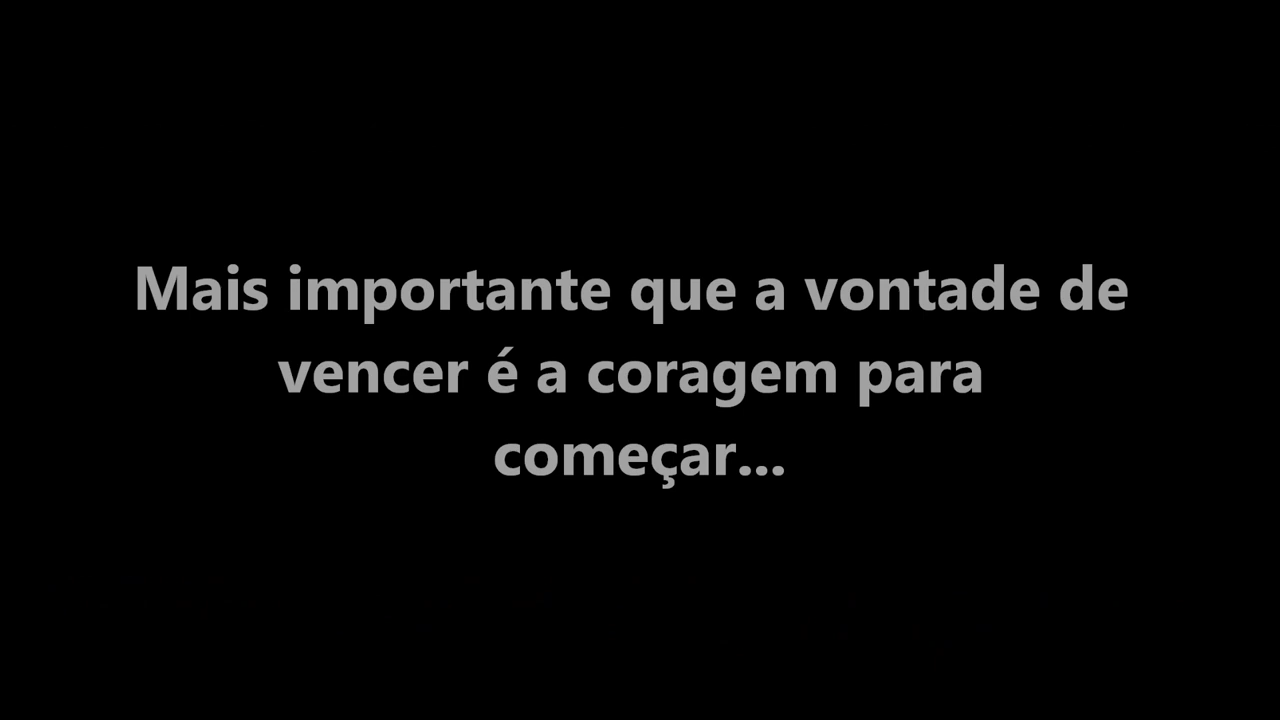 Mais importante que a vontade de
vencer é a coragem para
começar...